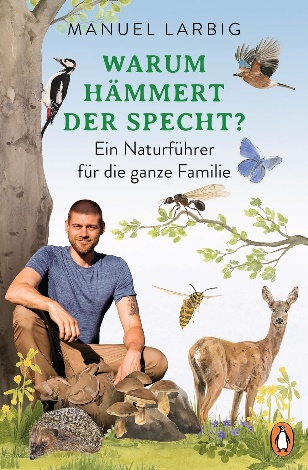 MANUEL LARBIG
WARUM
HÄMMERT
DER SPECHT?
Ein Naturführer
für die ganze Familie